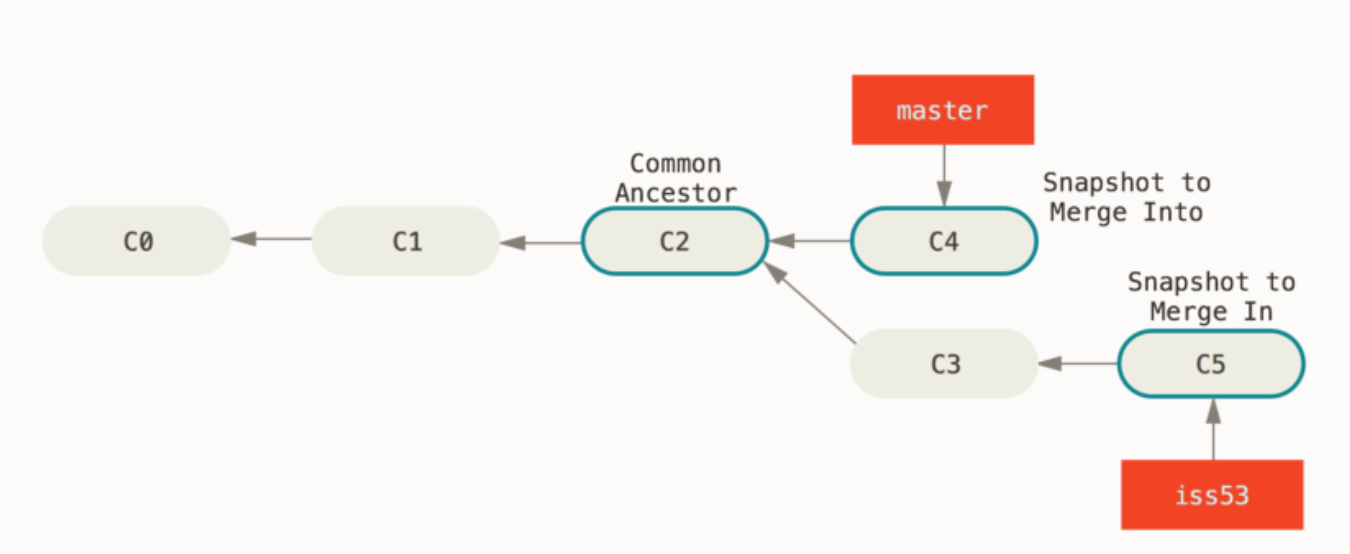 master
Common
Ancestor
Snapshot to
Merge Into
C0
C1
C2
C4
Snapshot to
Merge In
C3
C5
iss53